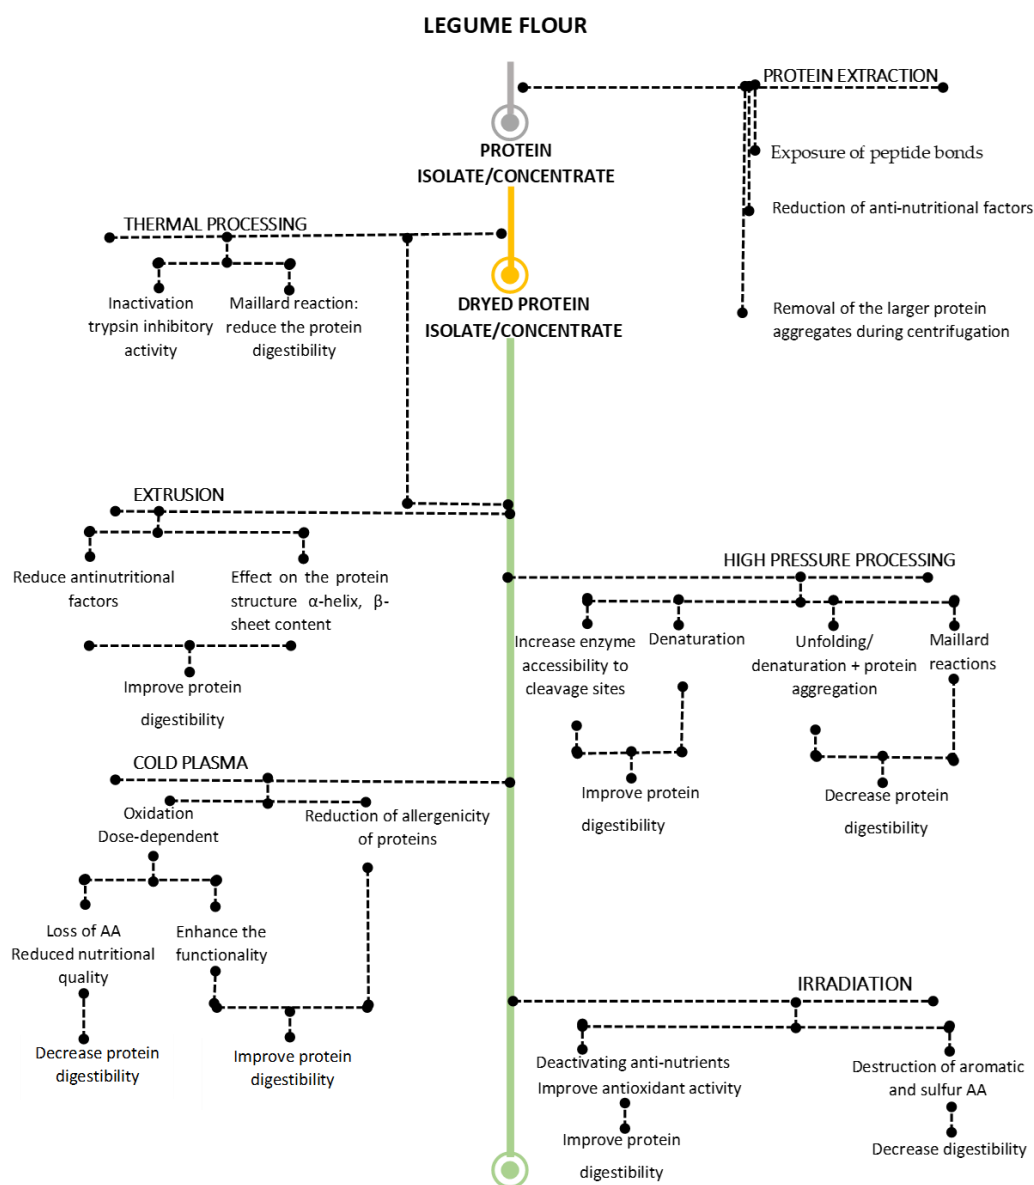 LEGUME FLOUR
PROTEIN EXTRACTION
Exposure of peptide bonds
Reduction of anti-nutritional factors
Removal of the larger protein
aggregates during centrifugation
PROTEIN
ISOLATE/CONCENTRATE
THERMAL PROCESSING
Inactivation
trypsin inhibitory
activity
Maillard reaction:
reduce the protein
digestibility
DRYED PROTEIN
ISOLATE/CONCENTRATE
EXTRUSION
Reduce antinutritional
factors
Effect on the protein
structure α-helix, β-
sheet content
Improve protein
digestibility
HIGH PRESSURE PROCESSING
Increase enzyme
accessibility to
cleavage sites
Denaturation
Unfolding/
denaturation + protein
aggregation
Maillard
reactions
Improve protein
digestibility
Decrease protein
digestibility
COLD PLASMA
Oxidation
Dose-dependent
Reduction of allergenicity
of proteins
Loss of AA
Reduced nutritional
quality
Enhance the
functionality
Decrease protein
digestibility
Improve protein
digestibility
IRRADIATION
Deactivating anti-nutrients
Improve antioxidant activity
Destruction of aromatic
and sulfur AA
Improve protein
digestibility
Decrease digestibility